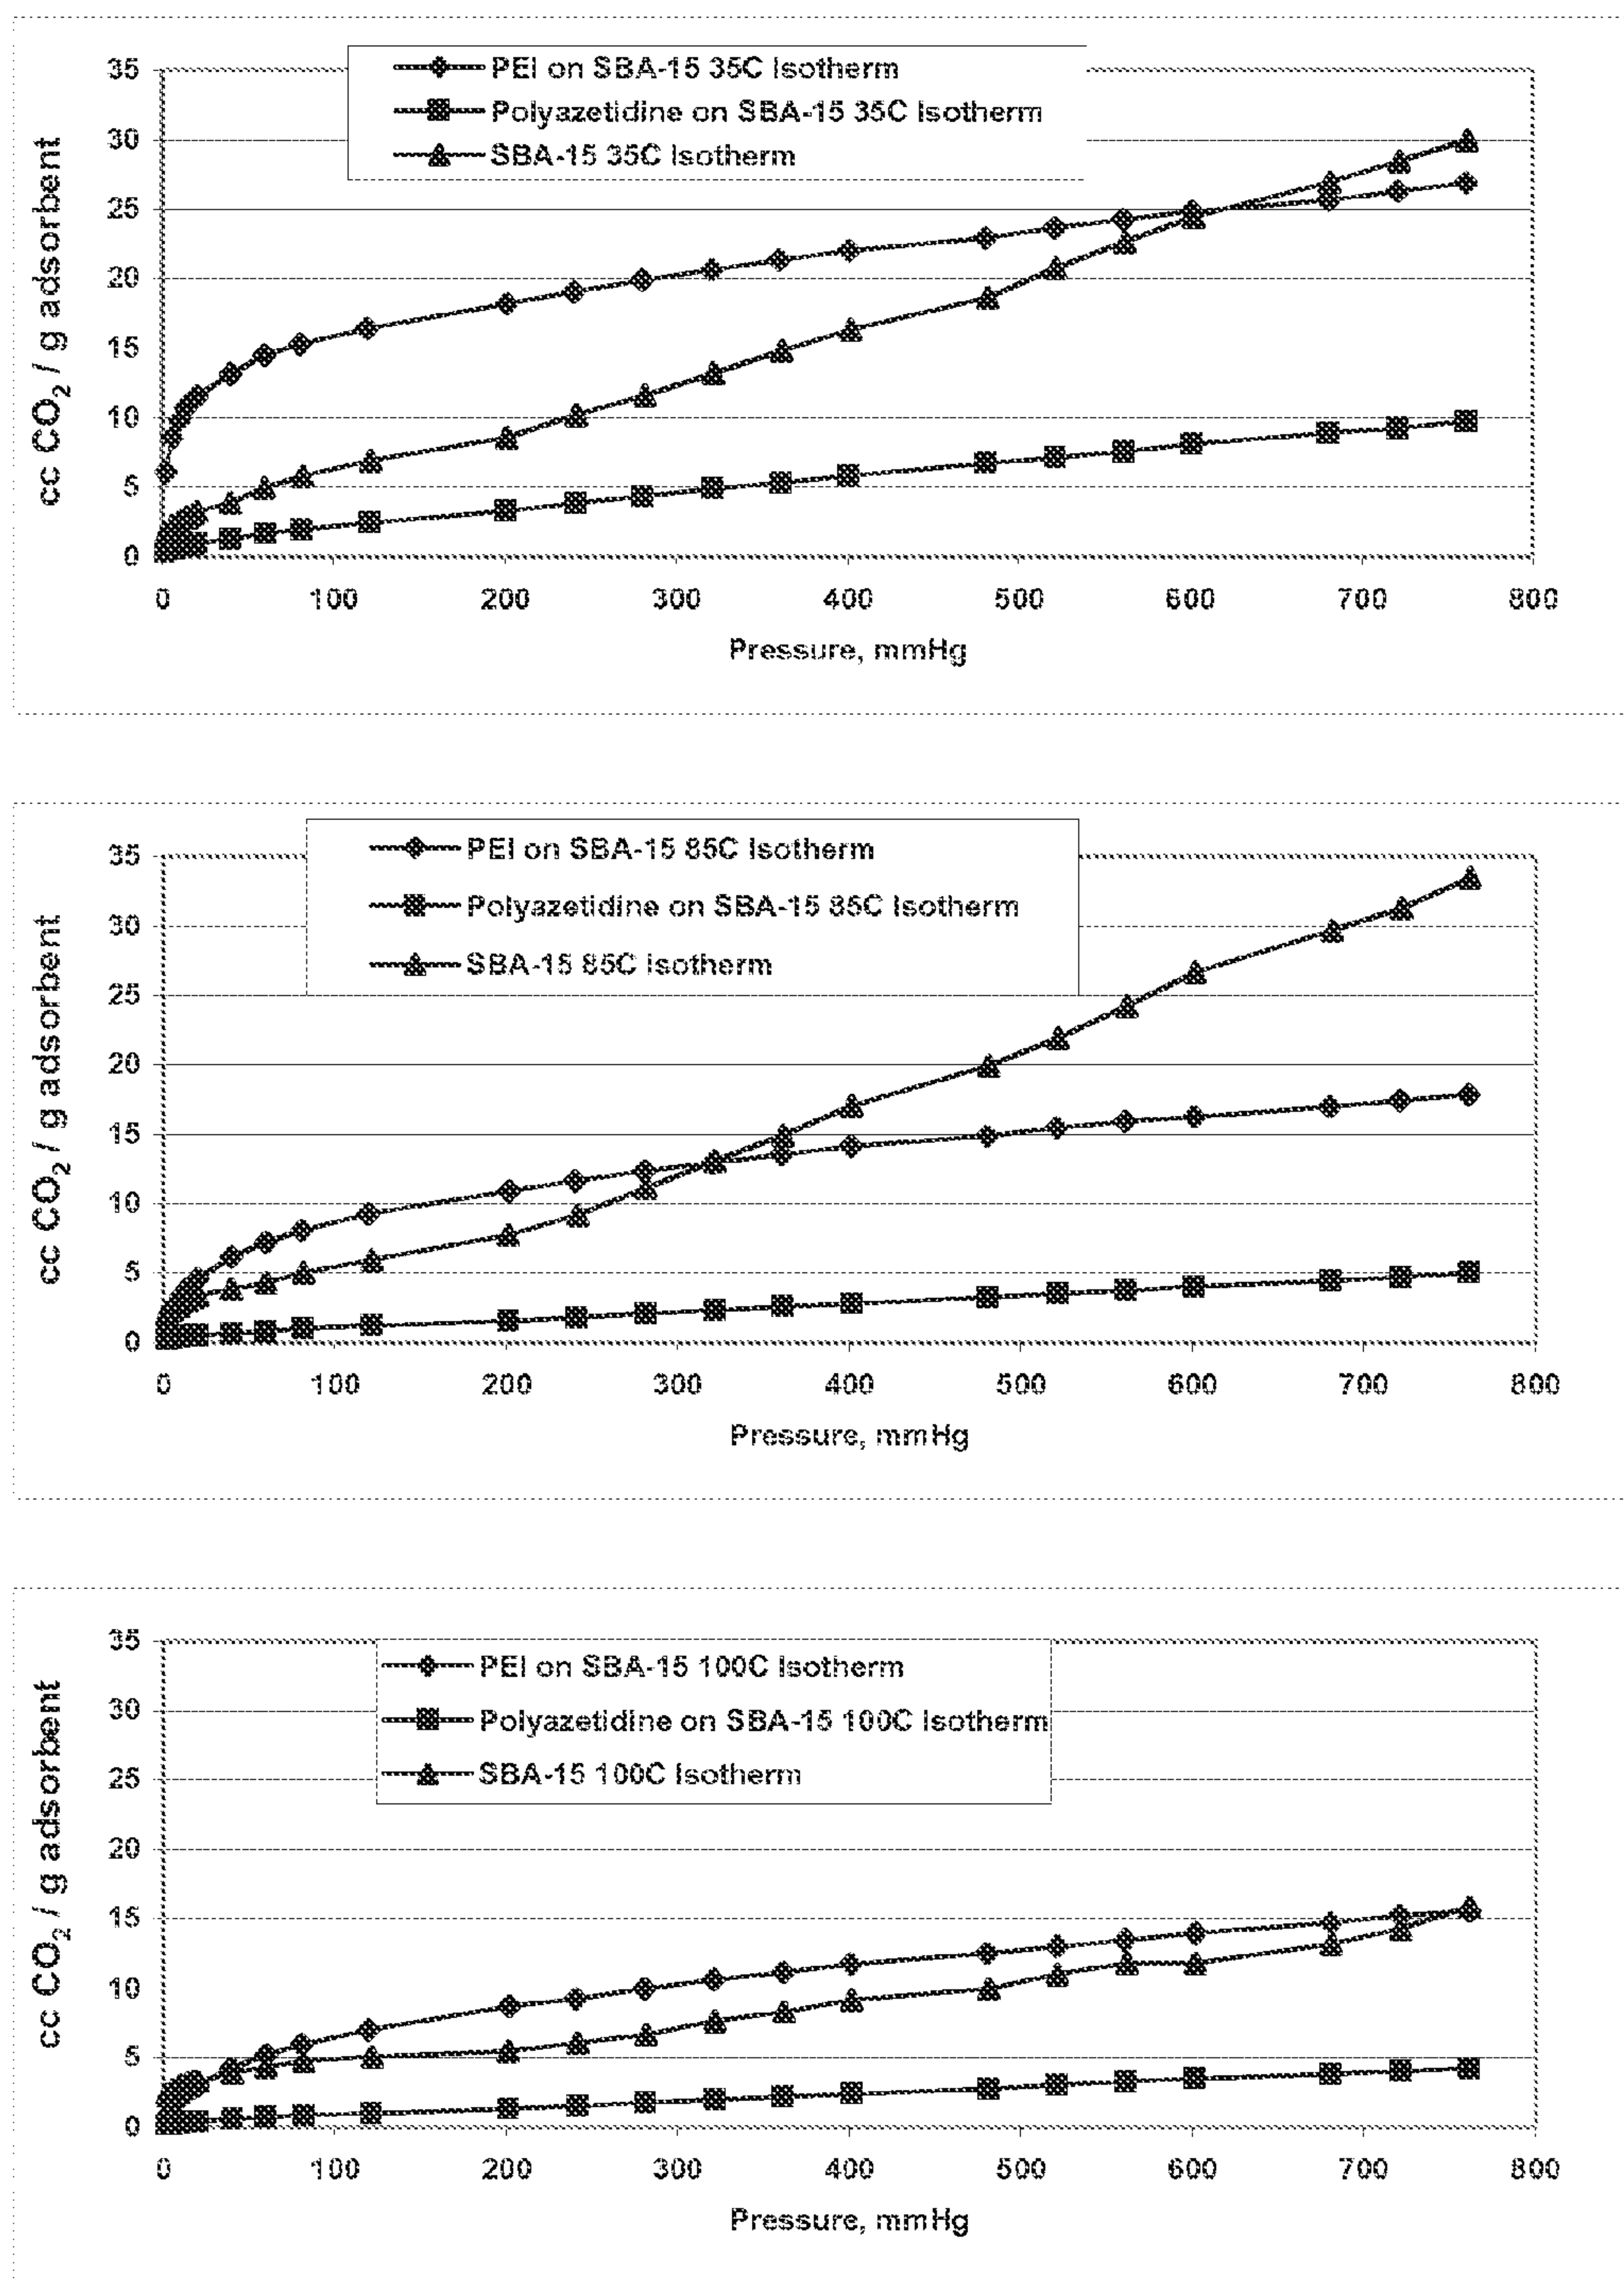 PEI on SBA-15 35C Isotherm
Polyazetidine on SBA-15 35C Isotherm
SBA-15 35C Isotherm
cc CO2 / g adsorbent
35
30
25
20
15
10
5
0
0 100 200 300 400 500 600 700 800
Pressure, mmHg
PEI on SBA-15 85C Isotherm
Polyazetidine on SBA-15 85C Isotherm
SBA-15 85C Isotherm
cc CO2 / g adsorbent
35
30
25
20
15
10
5
0
0 100 200 300 400 500 600 700 800
Pressure, mmHg
PEI on SBA-15 100C Isotherm
Polyazetidine on SBA-15 100C Isotherm
SBA-15 100C Isotherm
cc CO2 / g adsorbent
35
30
25
20
15
10
5
0
0 100 200 300 400 500 600 700 800
Pressure, mmHg